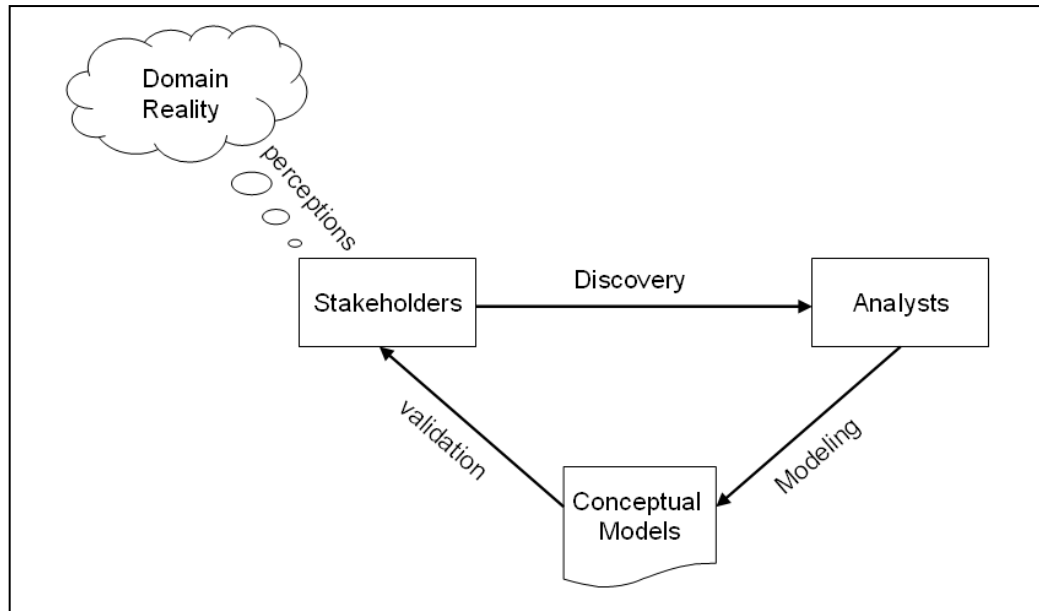 Domain
Reality
perceptions
Discovery
Stakeholders
Analysts
validation
Modeling
Conceptual
Models